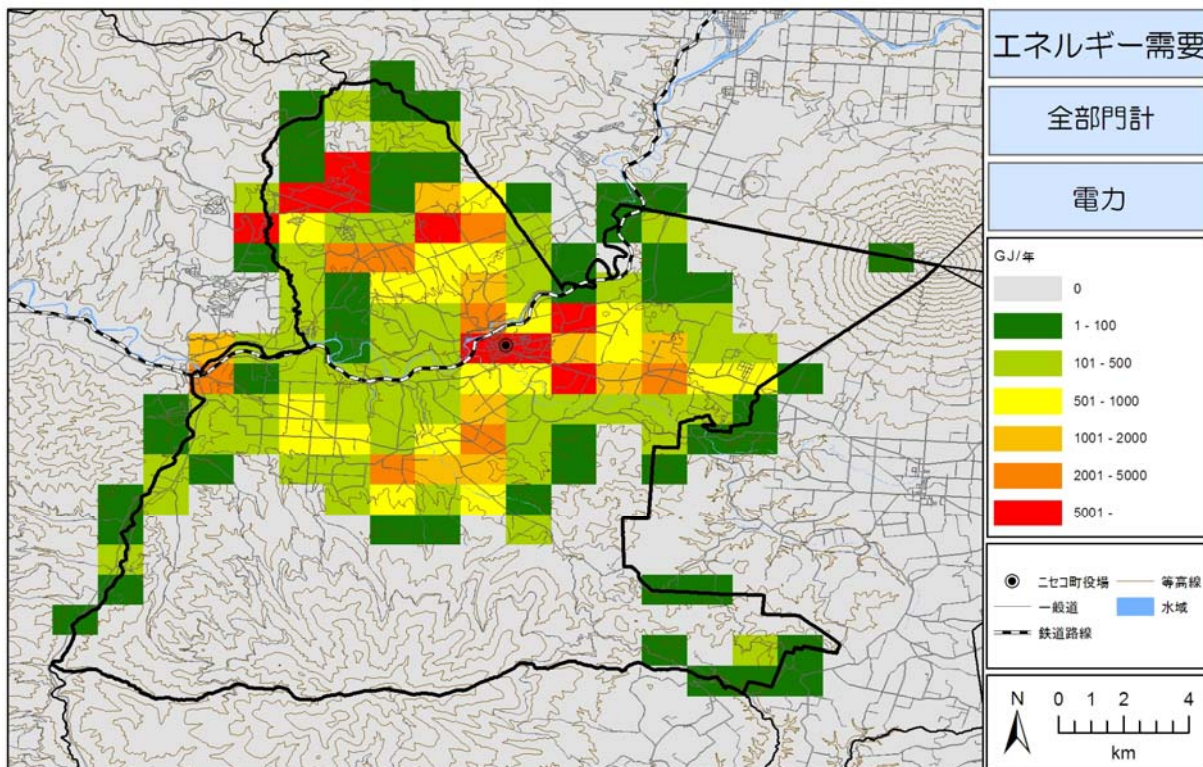 エネルギー需要
全部門計
電力
GJ/年
0
1 - 100
101 - 500
501 - 1000
1001 - 2000
2001 - 5000
5001 -
ニセコ町役場
等高線
一般道
水域
鉄道路線
N
0 1 2 4
km